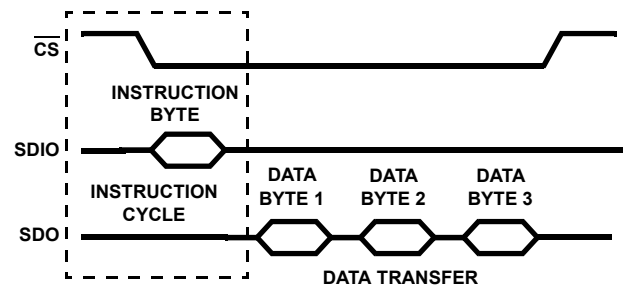 CS
INSTRUCTION
BYTE
SDIO
DATA
BYTE 1
DATA
BYTE 2
DATA
BYTE 3
INSTRUCTION
CYCLE
SDO
DATA TRANSFER